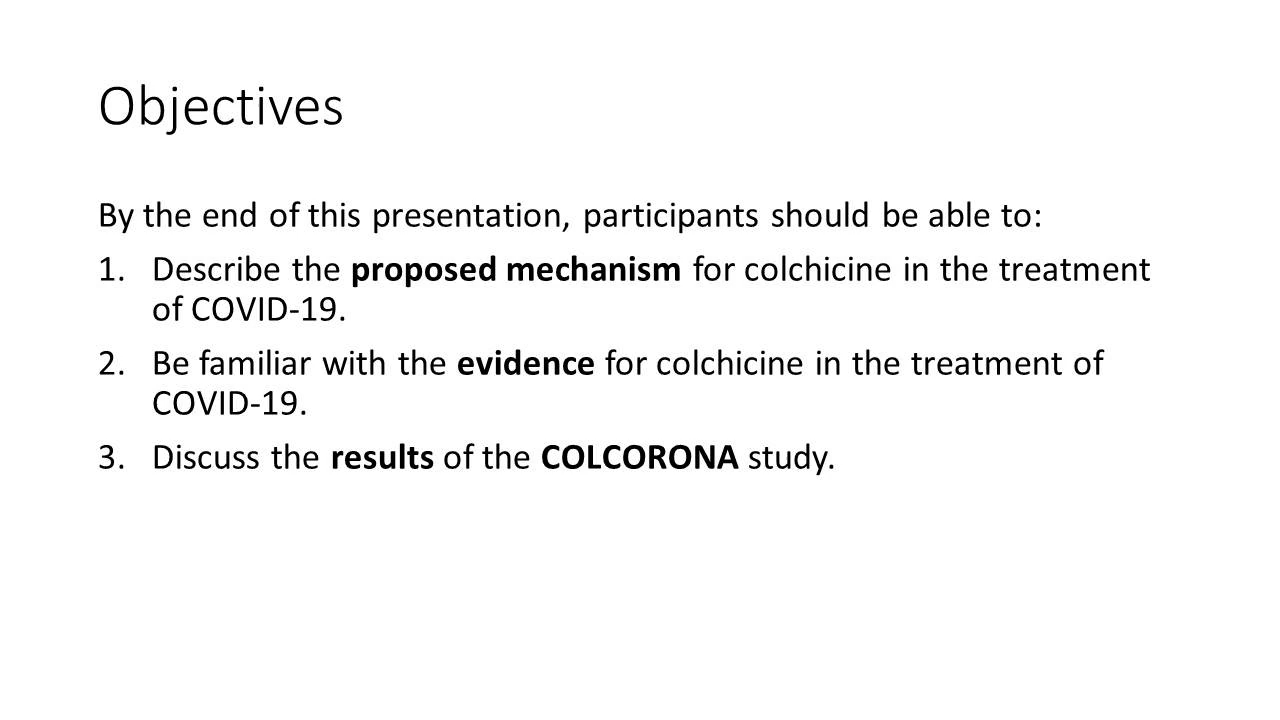 Objectives
By the end of this presentation, participants should be able to:
1. Describe the proposed mechanism for colchicine in the treatment
of COVID-19.
2. Be familiar with the evidence for colchicine in the treatment of
COVID-19.
3. Discuss the results of the COLCORONA study.